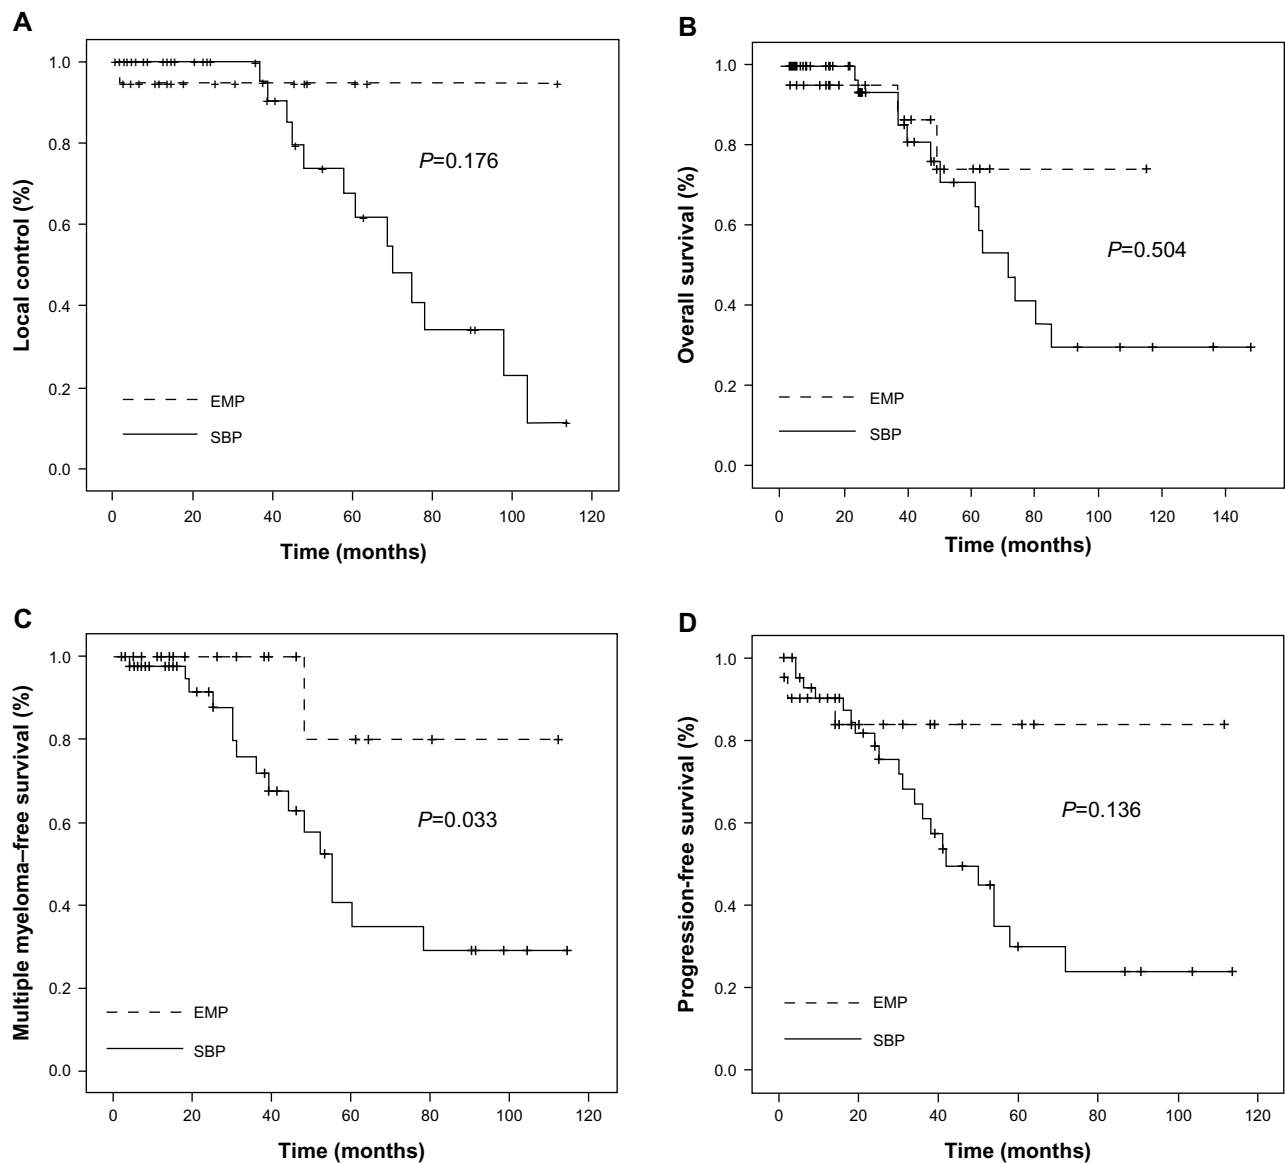 A
Local control (%)
1.0
0.8
0.6
0.4
0.2
0.0
P=0.176
EMP
SBP
0 20 40 60 80 100 120
Time (months)
B
Overall survival (%)
1.0
0.8
0.6
0.4
0.2
0.0
P=0.504
EMP
SBP
0 20 40 60 80 100 120 140
Time (months)
C
Multiple myeloma–free survival (%)
1.0
0.8
0.6
0.4
0.2
0.0
P=0.033
EMP
SBP
0 20 40 60 80 100 120
Time (months)
D
Progression-free survival (%)
1.0
0.8
0.6
0.4
0.2
0.0
P=0.136
EMP
SBP
0 20 40 60 80 100 120
Time (months)